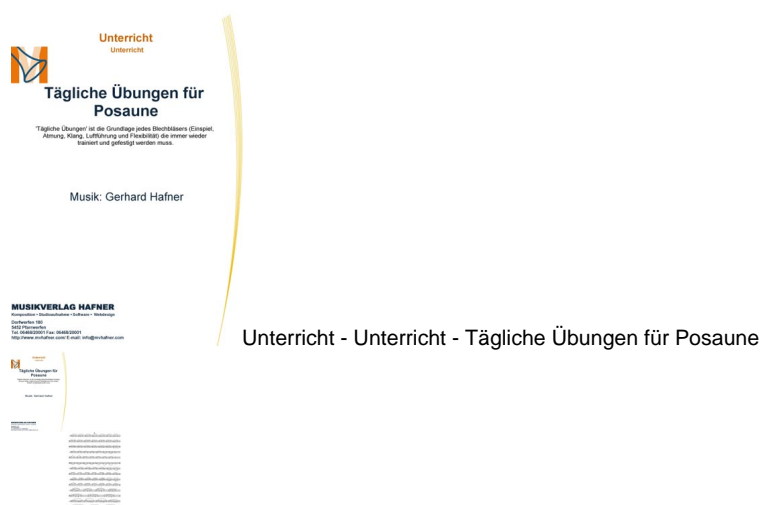 Unterricht
Unterricht
Tägliche Übungen für
Posaune
'Tägliche Übungen' ist die Grundlage jedes Blechbläsers (Einspiel,
Atmung, Klang, Luftführung und Flexibilität) die immer wieder
trainiert und gefestigt werden muss.
Musik: Gerhard Hafner
MUSIKVERLAG HAFNER
Komposition • Studioaufnahme • Software • Webdesign
Dorfwerfen 180
5452 Pfarrwerfen
Tel: 06468/20001 Fax: 06468/20001
http://www.mvhafner.com/ E-mail: info@mvhafner.com
Unterricht - Unterricht - Tägliche Übungen für Posaune
Tägliche Übungen für
Posaune